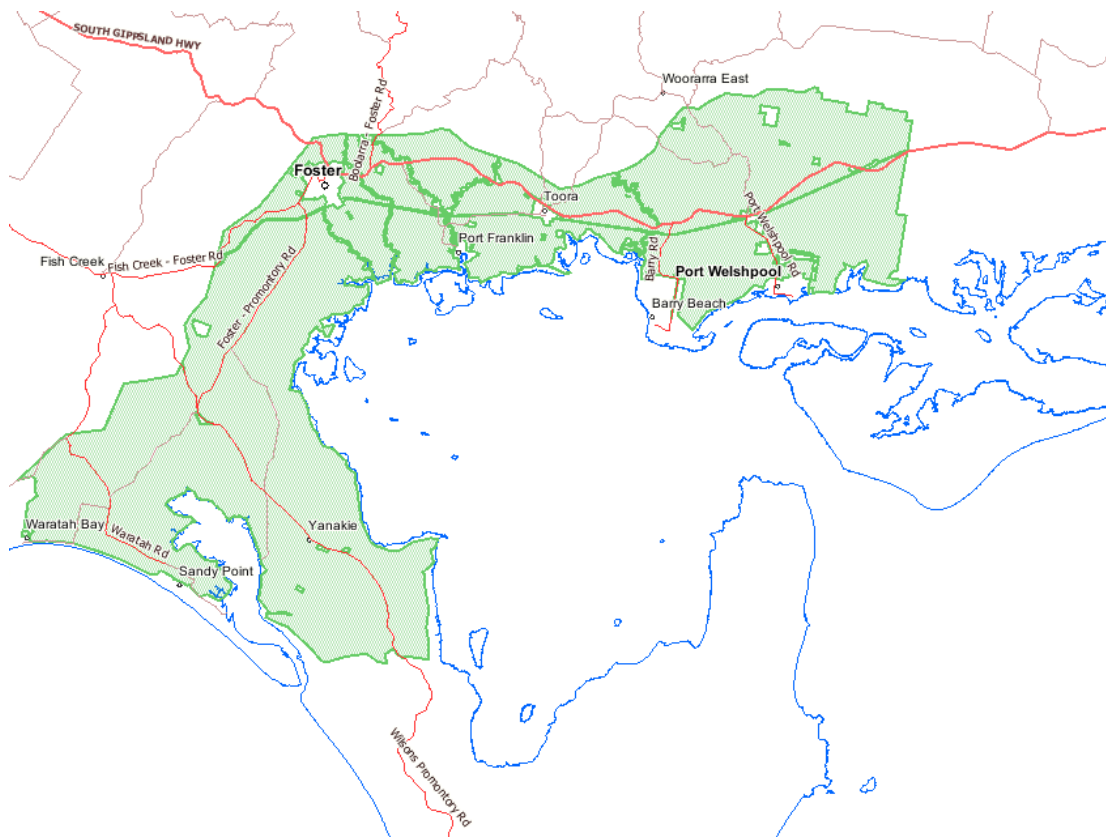 SOUTH GIPPSLAND HWY
Woorarra East
Boolarra - Foster Rd
Foster
Toora
Port Welshpool Rd
Port Franklin
Barry Rd
Fish Creek
Fish Creek - Foster Rd
Foster - Promontory Rd
Port Welshpool
Barry Beach
Waratah Bay
Waratah Rd
Yanakie
Sandy Point
Wilsons Promontory Rd